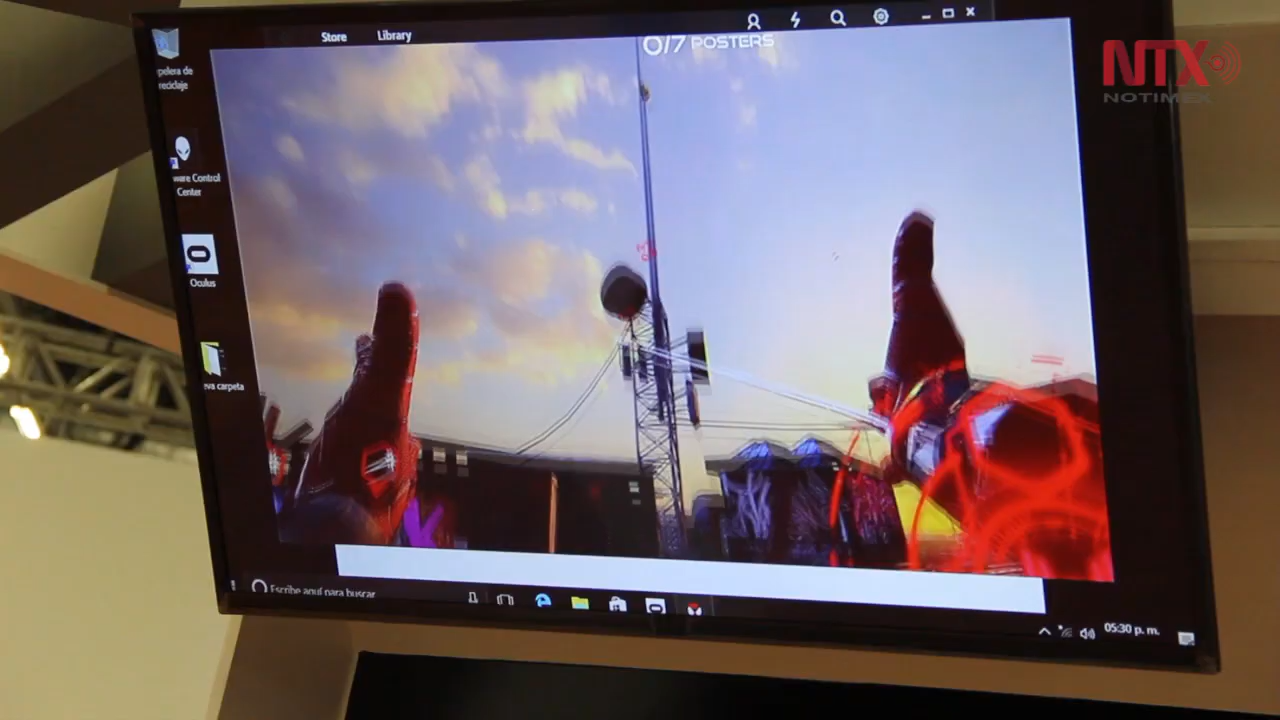 Store
Library
0/7 POSTERS
NTX
NOTIMEX
pelera de
reciclaje
ware Control
Center
Oculus
eva carpeta
Escribe aquí para buscar
05:30 p. m.